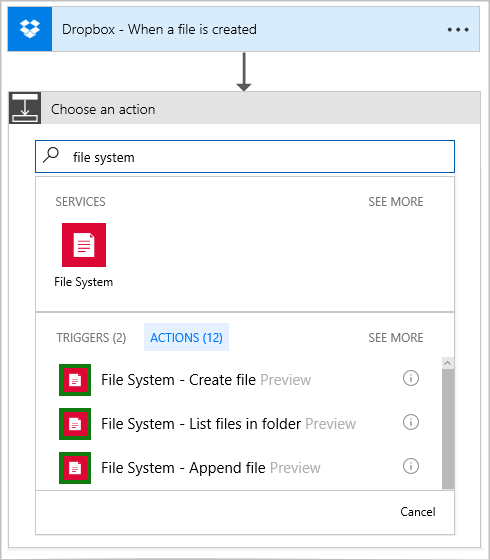 Dropbox - When a file is created
Choose an action
file system
SERVICES SEE MORE
File System
TRIGGERS (2) ACTIONS (12) SEE MORE
File System - Create file Preview
File System - List files in folder Preview
File System - Append file Preview
Cancel